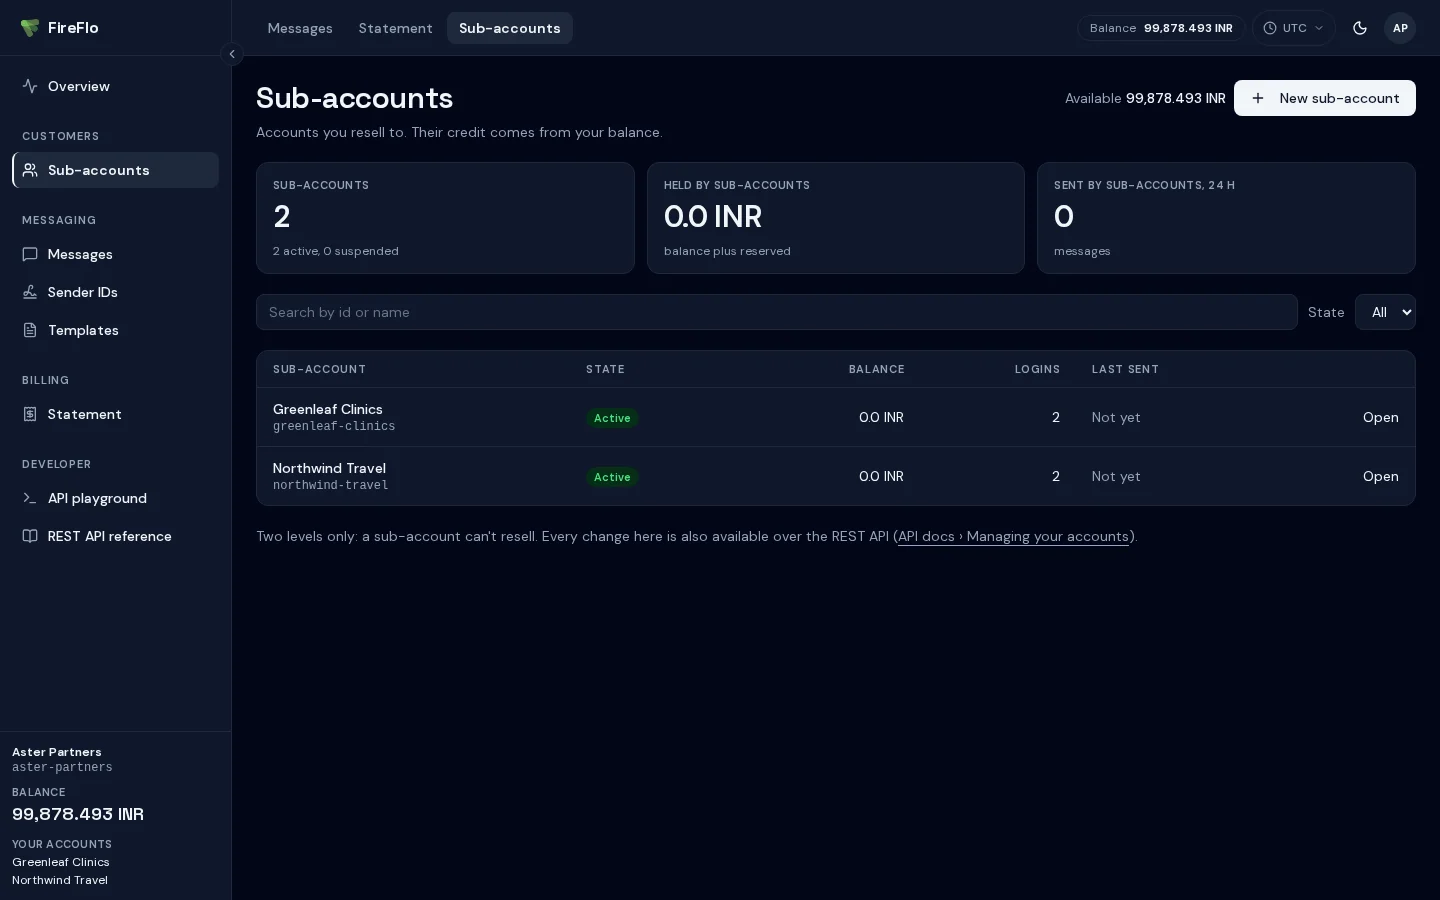 FireFlo
Messages
Statement
Sub-accounts
Balance 99,878.493 INR
UTC
AP
Overview
CUSTOMERS
Sub-accounts
MESSAGING
Messages
Sender IDs
Templates
BILLING
Statement
DEVELOPER
API playground
REST API reference
Aster Partners
aster-partners
BALANCE
99,878.493 INR
YOUR ACCOUNTS
Greenleaf Clinics
Northwind Travel
Sub-accounts
Available 99,878.493 INR
New sub-account
Accounts you resell to. Their credit comes from your balance.
SUB-ACCOUNTS
2
2 active, 0 suspended
HELD BY SUB-ACCOUNTS
0.0 INR
balance plus reserved
SENT BY SUB-ACCOUNTS, 24 H
0
messages
Search by id or name
State
All
SUB-ACCOUNT STATE BALANCE LOGINS LAST SENT
Greenleaf Clinics
greenleaf-clinics
Active 0.0 INR 2 Not yet Open
Northwind Travel
northwind-travel
Active 0.0 INR 2 Not yet Open
Two levels only: a sub-account can't resell. Every change here is also available over the REST API (API docs › Managing your accounts).